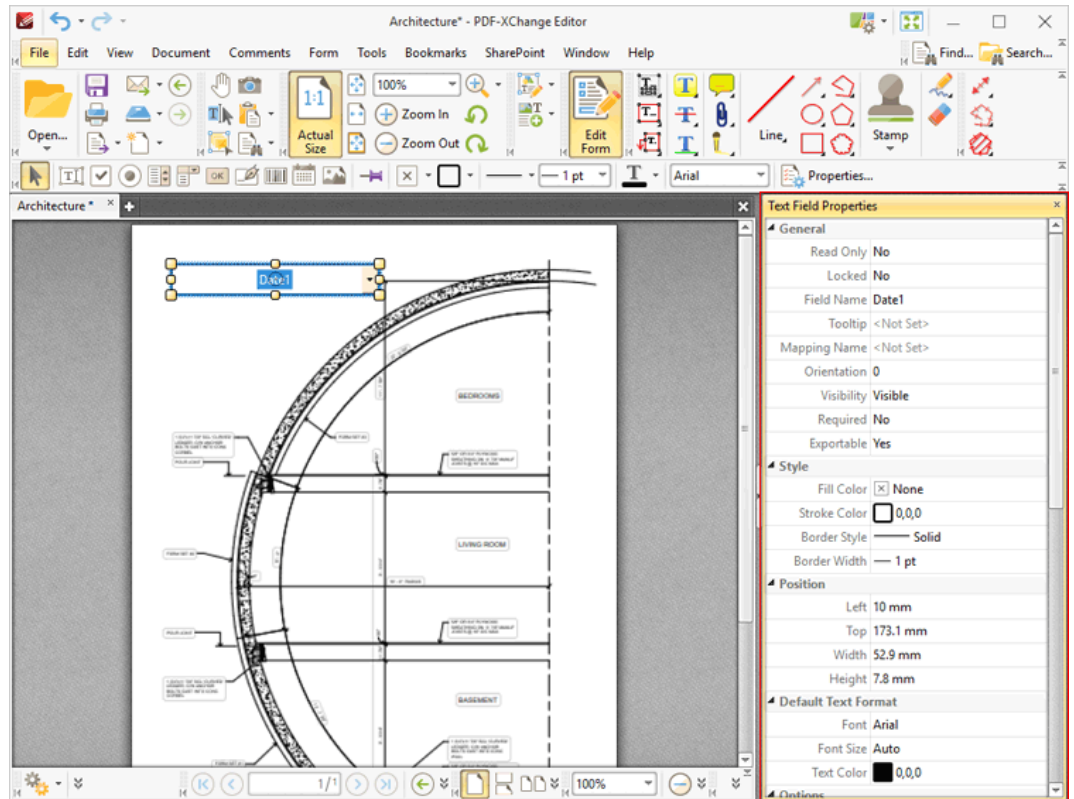 Architecture* - PDF-XChange Editor
File Edit View Document Comments Form Tools Bookmarks SharePoint Window Help Find... Search...
100%
1:1
Zoom In
Open... Actual Size Zoom Out Edit Form Line, Stamp
OK 1 pt T Arial Properties...
Architecture *
Text Field Properties
General
Read Only No
Locked No
Field Name Date1
Tooltip <Not Set>
Mapping Name <Not Set>
Orientation 0
Visibility Visible
Required No
Exportable Yes
Style
Fill Color None
Stroke Color 0,0,0
Border Style Solid
Border Width 1 pt
Position
Left 10 mm
Top 173.1 mm
Width 52.9 mm
Height 7.8 mm
Default Text Format
Font Arial
Font Size Auto
Text Color 0,0,0
Options
Date1
BEDROOMS
LIVING ROOM
BASEMENT
1/1
100%